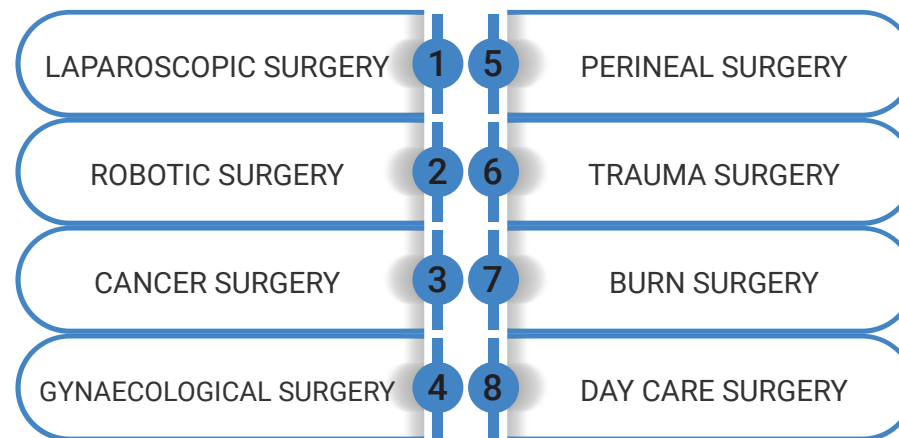 LAPAROSCOPIC SURGERY 1
ROBOTIC SURGERY 2
CANCER SURGERY 3
GYNAECOLOGICAL SURGERY 4
5 PERINEAL SURGERY
6 TRAUMA SURGERY
7 BURN SURGERY
8 DAY CARE SURGERY